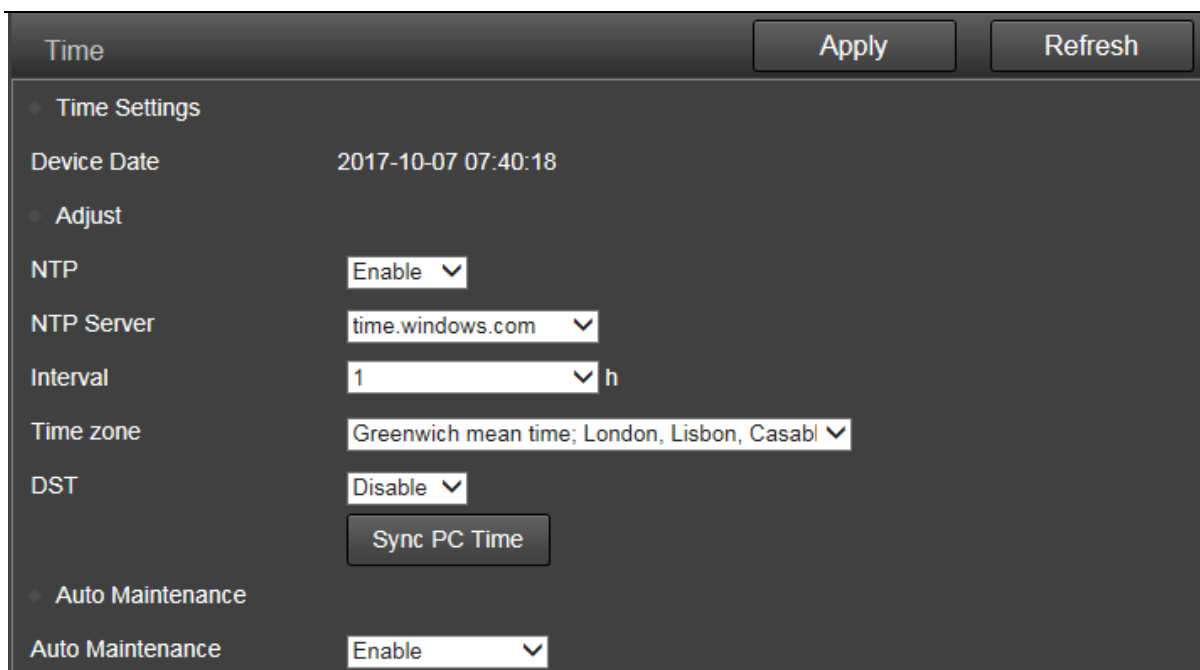 Time Apply Refresh
Time Settings
Device Date 2017-10-07 07:40:18
Adjust
NTP Enable
NTP Server time.windows.com
Interval 1 h
Time zone Greenwich mean time; London, Lisbon, Casabl
DST Disable
Sync PC Time
Auto Maintenance
Auto Maintenance Enable